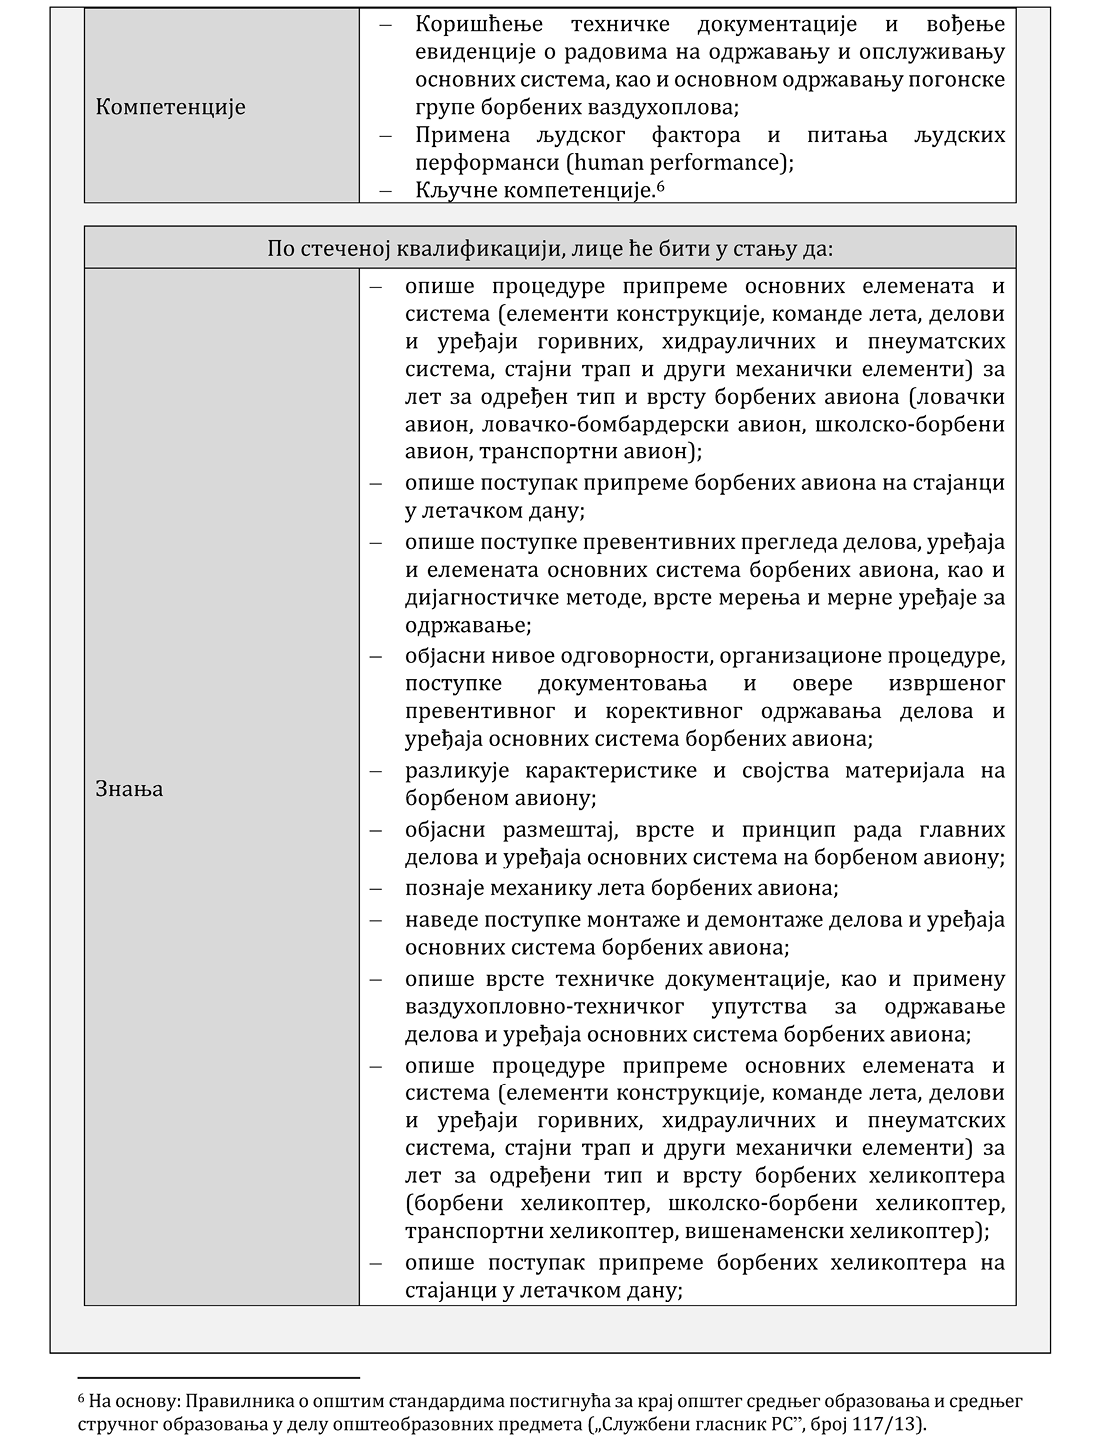 Компетенције
– Коришћење техничке документације и вођење
евиденције о радовима на одржавању и опслуживању
основних система, као и основном одржавању погонске
групе борбених ваздухоплова;
– Примена људског фактора и питања људских
перформанси (human performance);
– Кључне компетенције.⁶
По стеченој квалификацији, лице ће бити у стању да:
Знања
– опише процедуре припреме основних елемената и
система (елементи конструкције, команде лета, делови
и уређаји горивних, хидрауличних и пнеуматских
система, стајни трап и други механички елементи) за
лет за одређен тип и врсту борбених авиона (ловачки
авион, ловачко-бомбардерски авион, школско-борбени
авион, транспортни авион);
– опише поступак припреме борбених авиона на стајанци
у летачком дану;
– опише поступке превентивних прегледа делова, уређаја
и елемената основних система борбених авиона, као и
дијагностичке методе, врсте мерења и мерне уређаје за
одржавање;
– објасни нивое одговорности, организационе процедуре,
поступке документовања и овере извршеног
превентивног и корективног одржавања делова и
уређаја основних система борбених авиона;
– разликује карактеристике и својства материјала на
борбеном авиону;
– објасни размештај, врсте и принцип рада главних
делова и уређаја основних система на борбеном авиону;
– познаје механику лета борбених авиона;
– наведе поступке монтаже и демонтаже делова и уређаја
основних система борбених авиона;
– опише врсте техничке документације, као и примену
ваздухопловно-техничког упутства за одржавање
делова и уређаја основних система борбених авиона;
– опише процедуре припреме основних елемената и
система (елементи конструкције, команде лета, делови
и уређаји горивних, хидрауличних и пнеуматских
система, стајни трап и други механички елементи) за
лет за одређени тип и врсту борбених хеликоптера
(борбени хеликоптер, школско-борбени хеликоптер,
транспортни хеликоптер, вишенаменски хеликоптер);
– опише поступак припреме борбених хеликоптера на
стајанци у летачком дану;
⁶ На основу: Правилника о општим стандардима постигнућа за крај општег средњег образовања и средњег
стручног образовања у делу општеобразовних предмета („Службени гласник РС”, број 117/13).